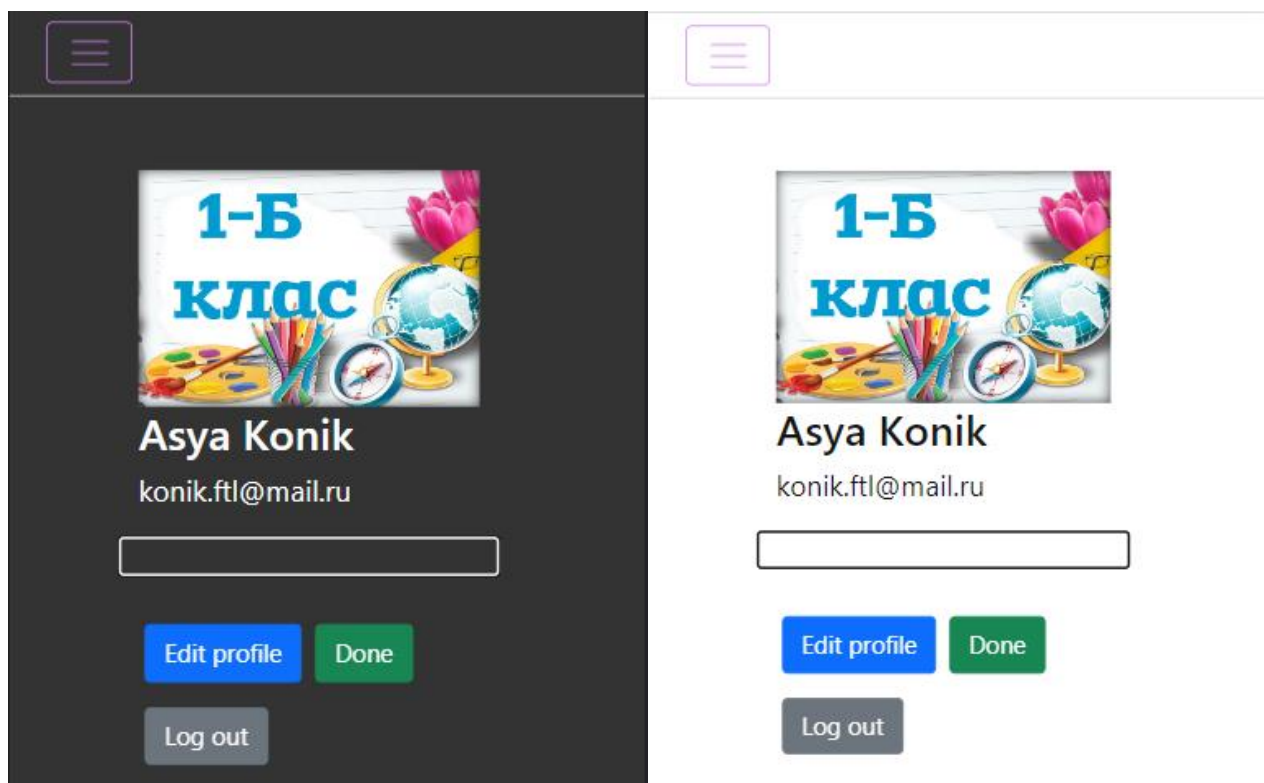 1-Б
клас
Asya Konik
konik.ftl@mail.ru
Edit profile Done
Log out
1-Б
клас
Asya Konik
konik.ftl@mail.ru
Edit profile Done
Log out